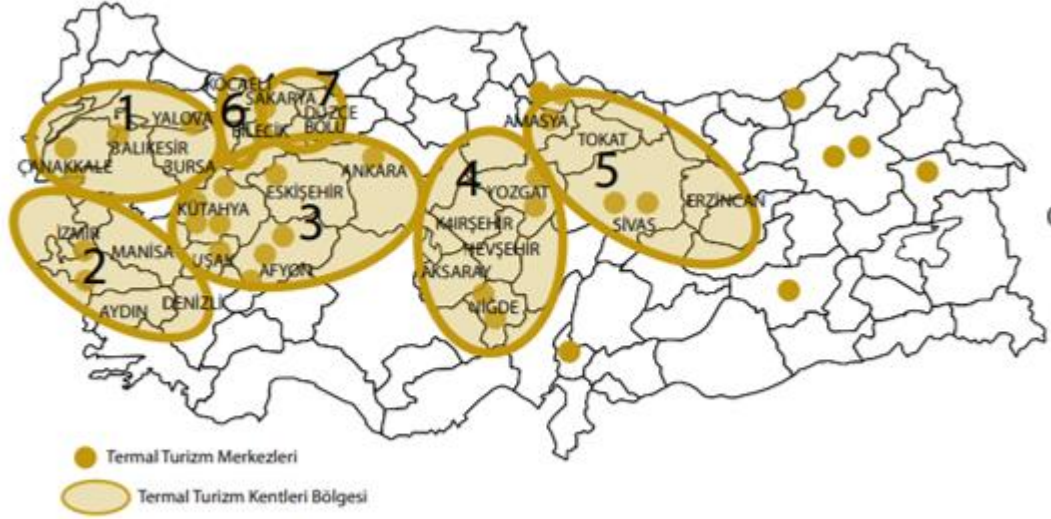 1
YALOVA
BALIKESİR
ÇANAKKALE
BURSA
KOCAELİ
6
SAKARYA
7
DÜZCE
BİLECİK
BOLU
ANKARA
ESKİŞEHİR
KÜTAHYA
3
UŞAK
AFYON
İZMİR
2
MANİSA
AYDIN
DENİZLİ
4
YOZGAT
KIRŞEHİR
NEVŞEHİR
AKSARAY
NİĞDE
AMASYA
TOKAT
5
SİVAS
ERZİNCAN
Termal Turizm Merkezleri
Termal Turizm Kentleri Bölgesi